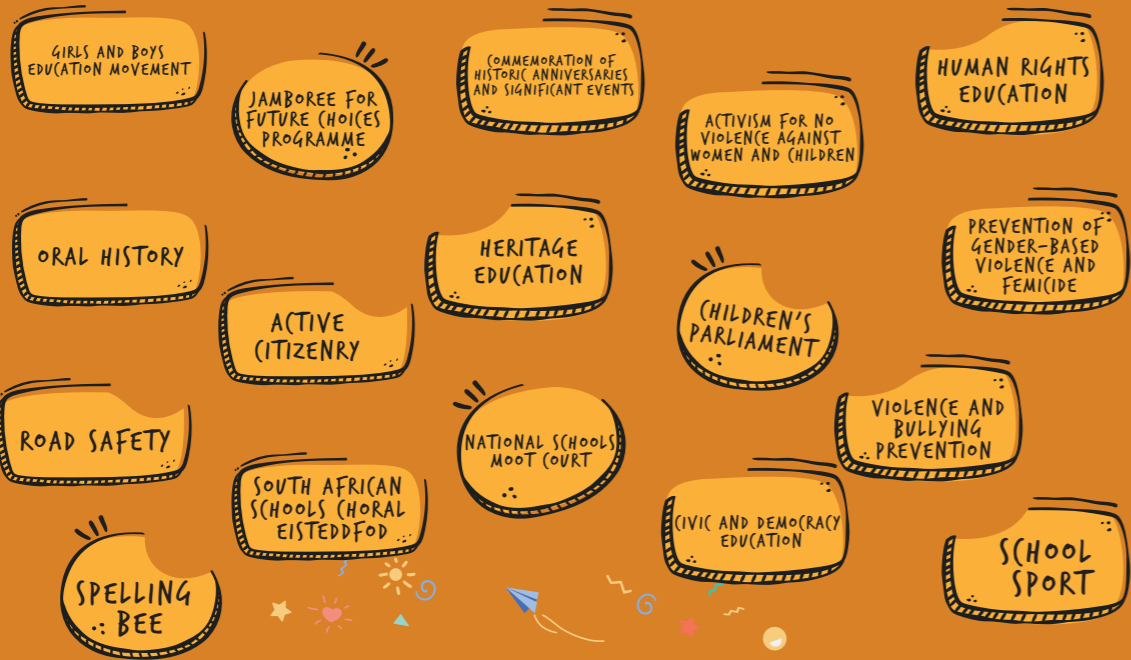 GIRLS AND BOYS
EDUCATION MOVEMENT
JAMBOREE FOR
FUTURE CHOICES
PROGRAMME
COMMEMORATION OF
HISTORIC ANNIVERSARIES
AND SIGNIFICANT EVENTS
ACTIVISM FOR NO
VIOLENCE AGAINST
WOMEN AND CHILDREN
HUMAN RIGHTS
EDUCATION
ORAL HISTORY
ACTIVE
CITIZENRY
HERITAGE
EDUCATION
CHILDREN'S
PARLIAMENT
PREVENTION OF
GENDER-BASED
VIOLENCE AND
FEMICIDE
ROAD SAFETY
SOUTH AFRICAN
SCHOOLS CHORAL
EISTEDDFOD
NATIONAL SCHOOLS
MOOT COURT
VIOLENCE AND
BULLYING
PREVENTION
CIVIC AND DEMOCRACY
EDUCATION
SPELLING
BEE
SCHOOL
SPORT